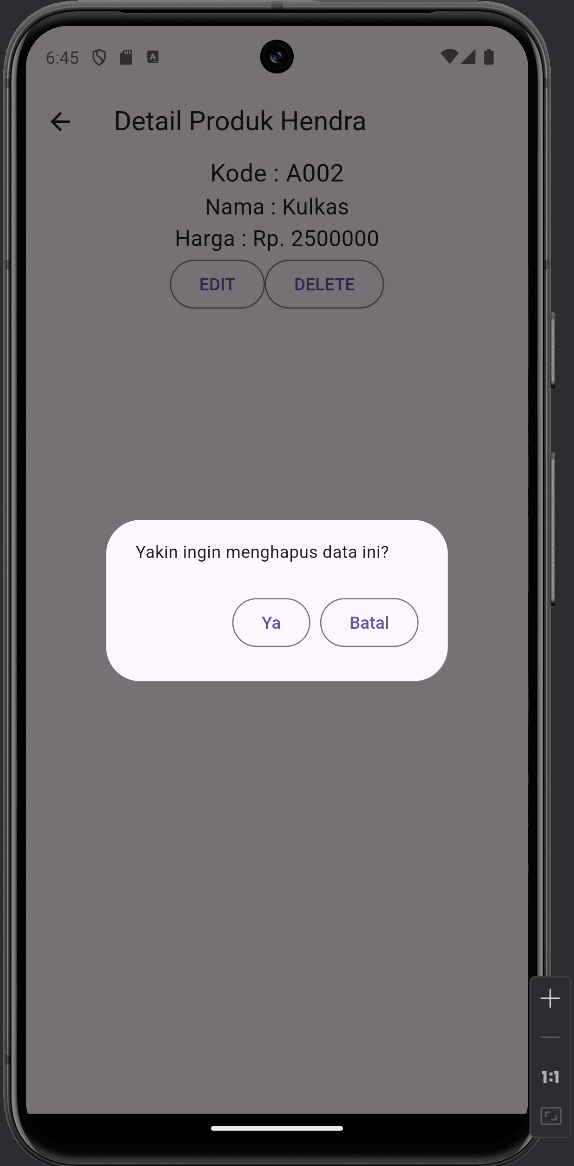 6:45
Detail Produk Hendra
Kode : A002
Nama : Kulkas
Harga : Rp. 2500000
EDIT DELETE
Yakin ingin menghapus data ini?
Ya Batal
1:1